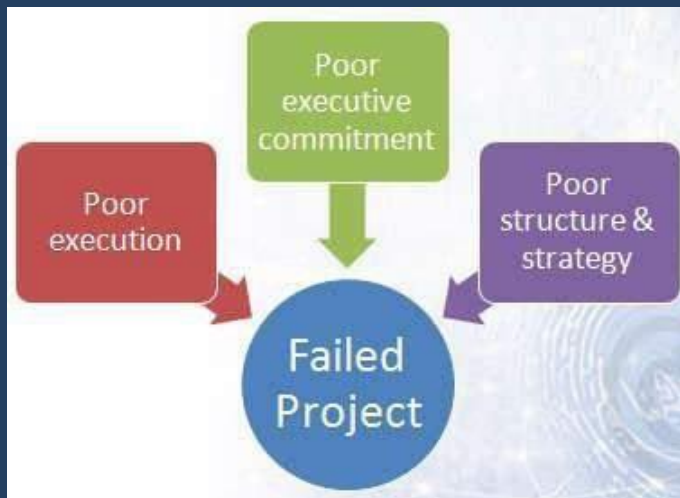 Poor
executive
commitment
Poor
execution
Poor
structure &
strategy
Failed
Project